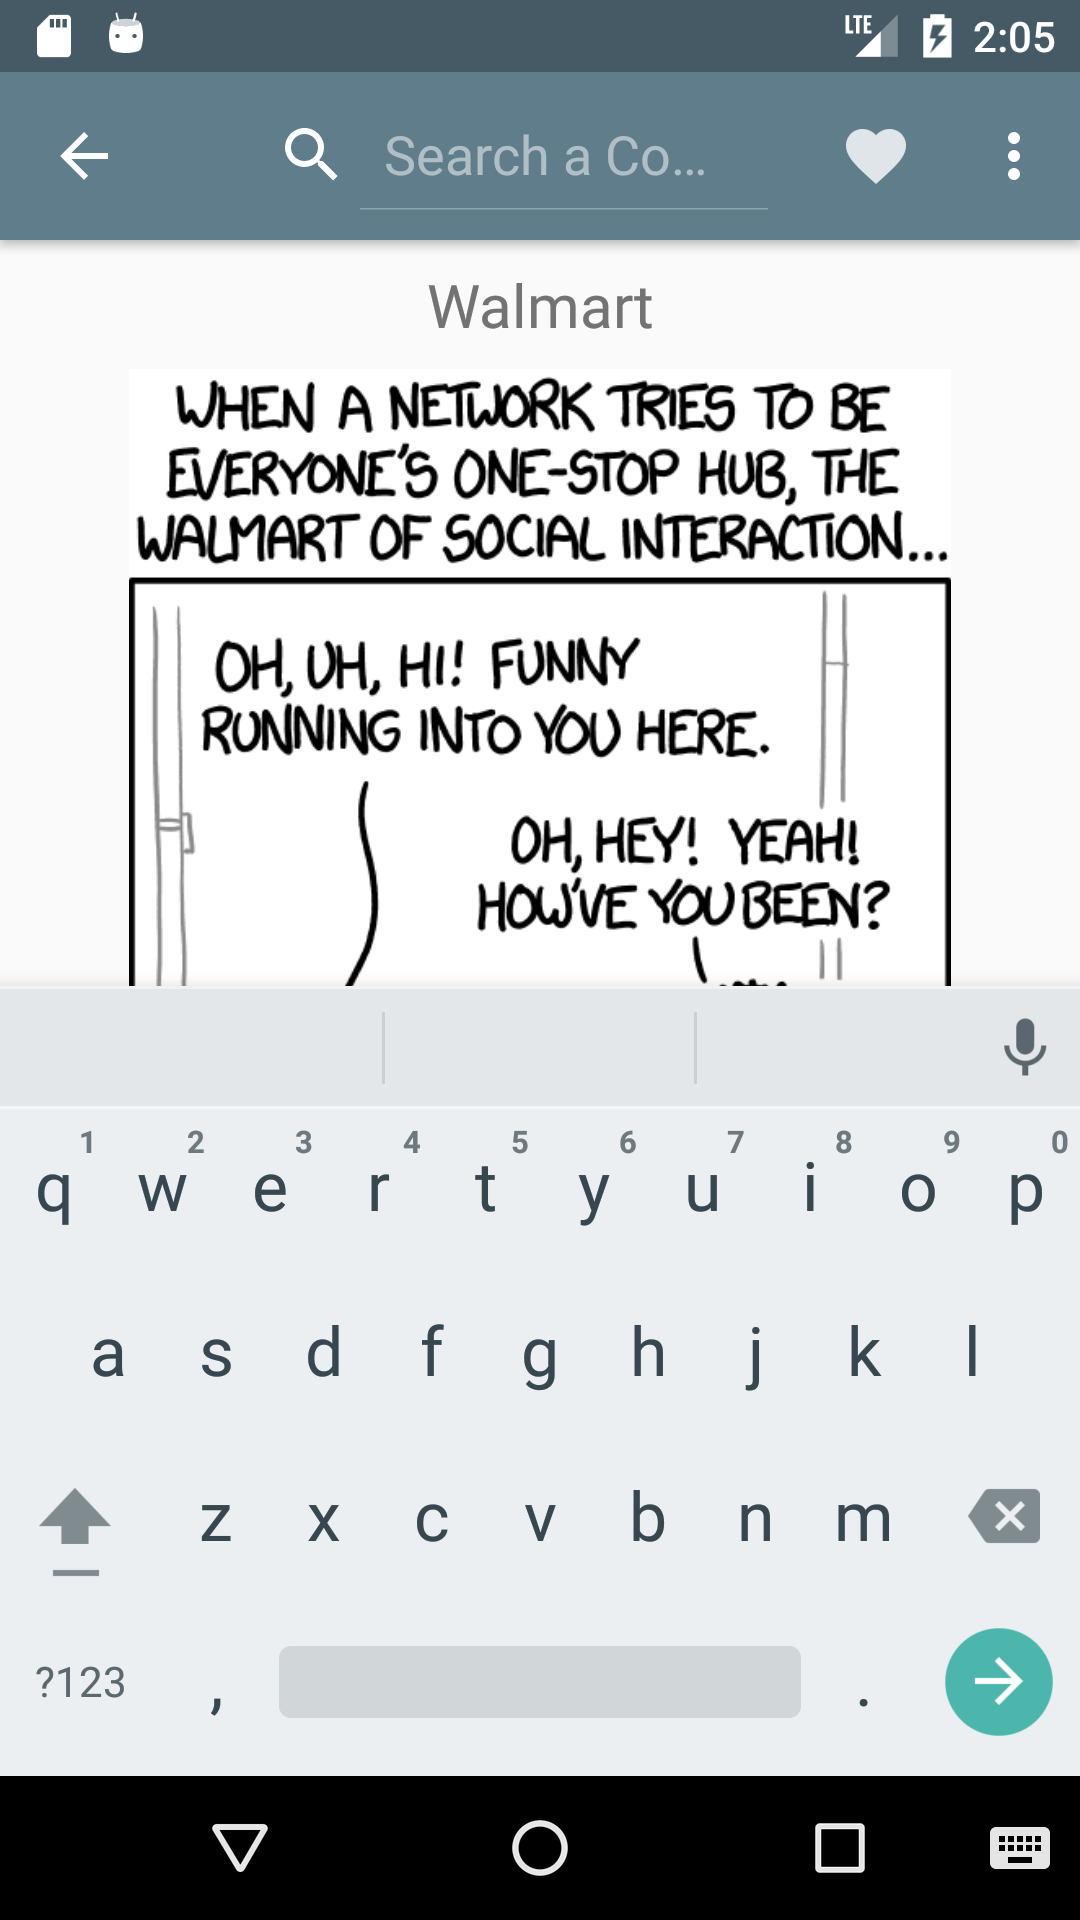 LTE 2:05
Search a Co...
Walmart
WHEN A NETWORK TRIES TO BE
EVERYONE'S ONE-STOP HUB, THE
WALMART OF SOCIAL INTERACTION...
OH, UH, HI! FUNNY
RUNNING INTO YOU HERE.
OH, HEY! YEAH!
HOW'VE YOU BEEN?
1 2 3 4 5 6 7 8 9 0
q w e r t y u i o p
a s d f g h j k l
z x c v b n m
?123 , .